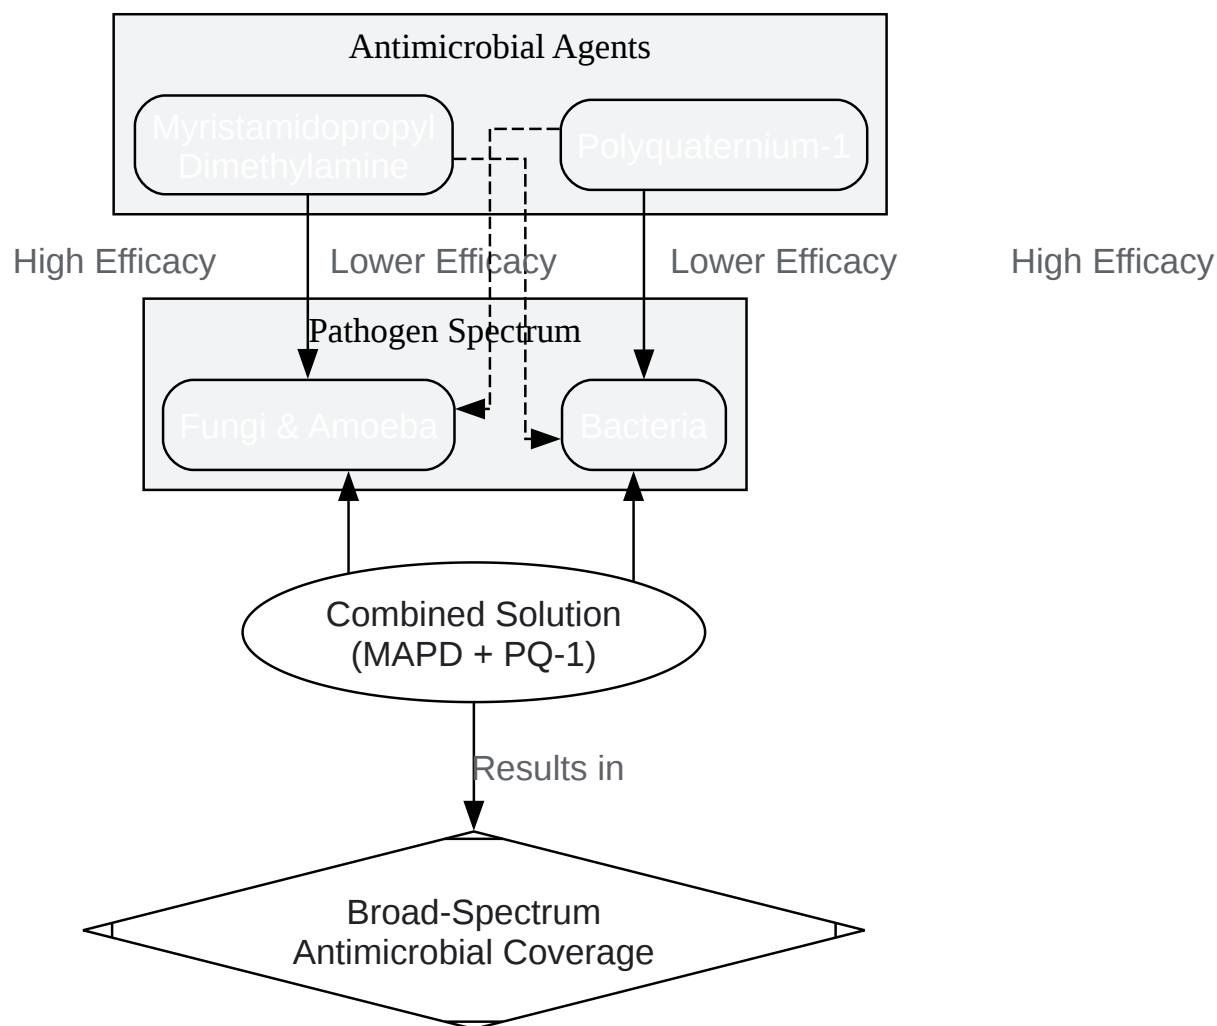 Antimicrobial Agents
Myristamidopropyl
Dimethylamine
Polyquaternium-1
High Efficacy
Lower Efficacy
Lower Efficacy
High Efficacy
Pathogen Spectrum
Fungi & Amoeba
Bacteria
Combined Solution
(MAPD + PQ-1)
Results in
Broad-Spectrum
Antimicrobial Coverage